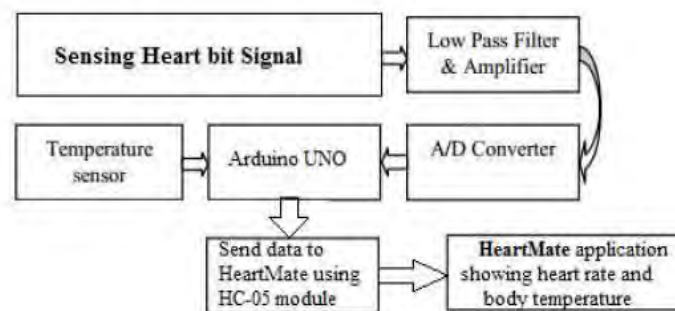 Sensing Heart bit Signal
Low Pass Filter
& Amplifier
Temperature
sensor
Arduino UNO
A/D Converter
Send data to
HeartMate using
HC-05 module
HeartMate application
showing heart rate and
body temperature